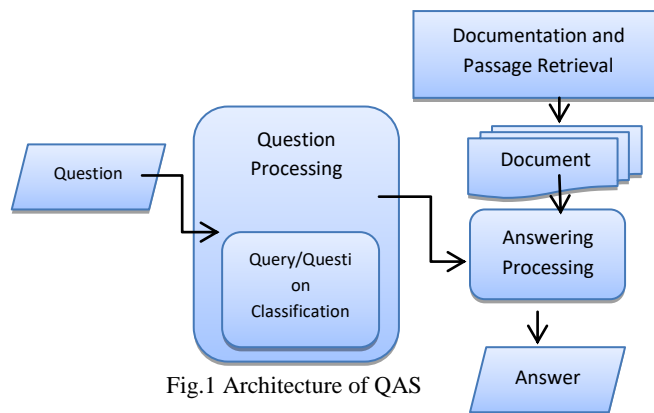 Documentation and
Passage Retrieval
Question
Processing
Document
Question
Answering
Processing
Query/Questi
on
Classification
Answer
Fig.1 Architecture of QAS